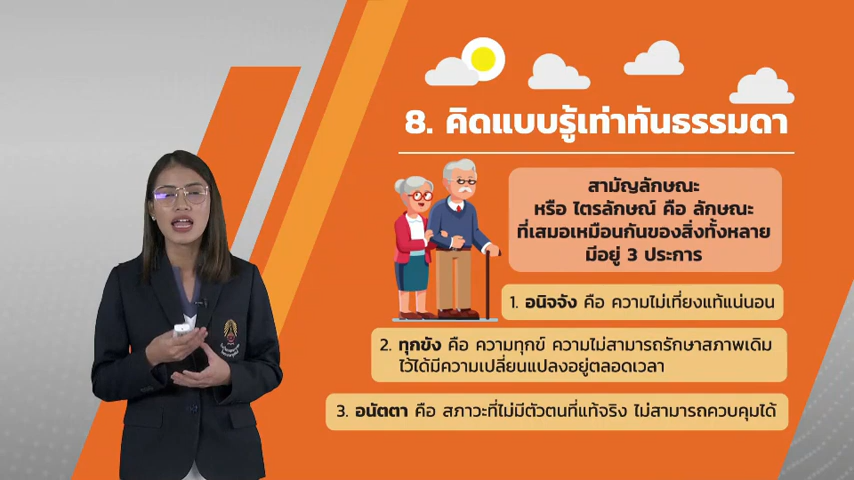 8. คิดแบบรู้เท่าทันธรรมดา
สามัญลักษณะ
หรือ ไตรลักษณ์ คือ ลักษณะ
ที่เสมอเหมือนกันของสิ่งทั้งหลาย
มีอยู่ 3 ประการ
1. อนิจจัง คือ ความไม่เที่ยงแท้แน่นอน
2. ทุกขัง คือ ความทุกข์ ความไม่สามารถรักษาสภาพเดิม
ไว้ได้มีความเปลี่ยนแปลงอยู่ตลอดเวลา
3. อนัตตา คือ สภาวะที่ไม่มีตัวตนที่แท้จริง ไม่สามารถควบคุมได้